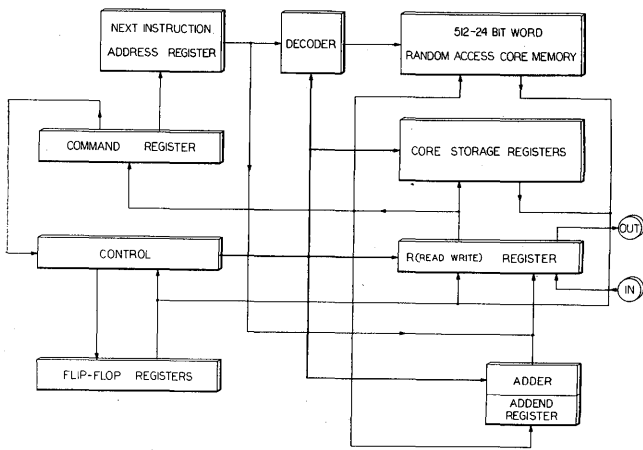 NEXT INSTRUCTION
ADDRESS REGISTER
DECODER
512-24 BIT WORD
RANDOM ACCESS CORE MEMORY
COMMAND REGISTER
CORE STORAGE REGISTERS
CONTROL
R(READ WRITE) REGISTER
OUT
IN
FLIP-FLOP REGISTERS
ADDER
ADDEND
REGISTER